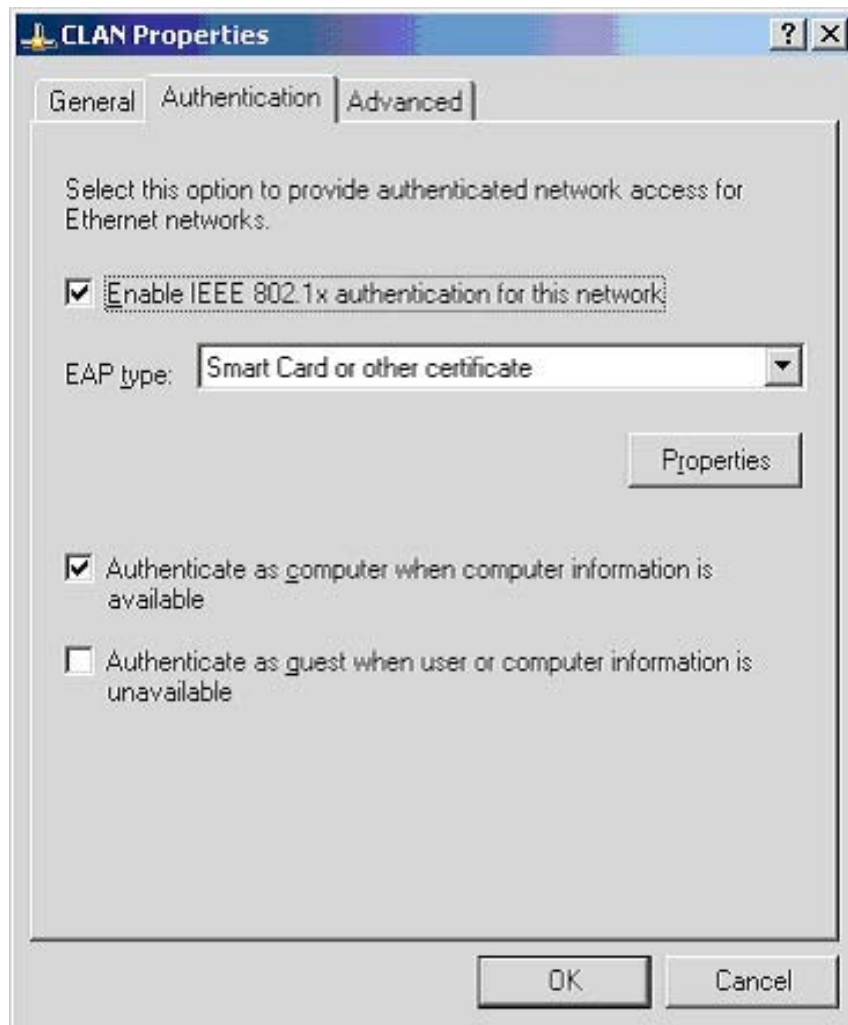 CLAN Properties
General Authentication Advanced
Select this option to provide authenticated network access for
Ethernet networks.
Enable IEEE 802.1x authentication for this network
EAP type: Smart Card or other certificate
Properties
Authenticate as computer when computer information is
available
Authenticate as guest when user or computer information is
unavailable
OK Cancel